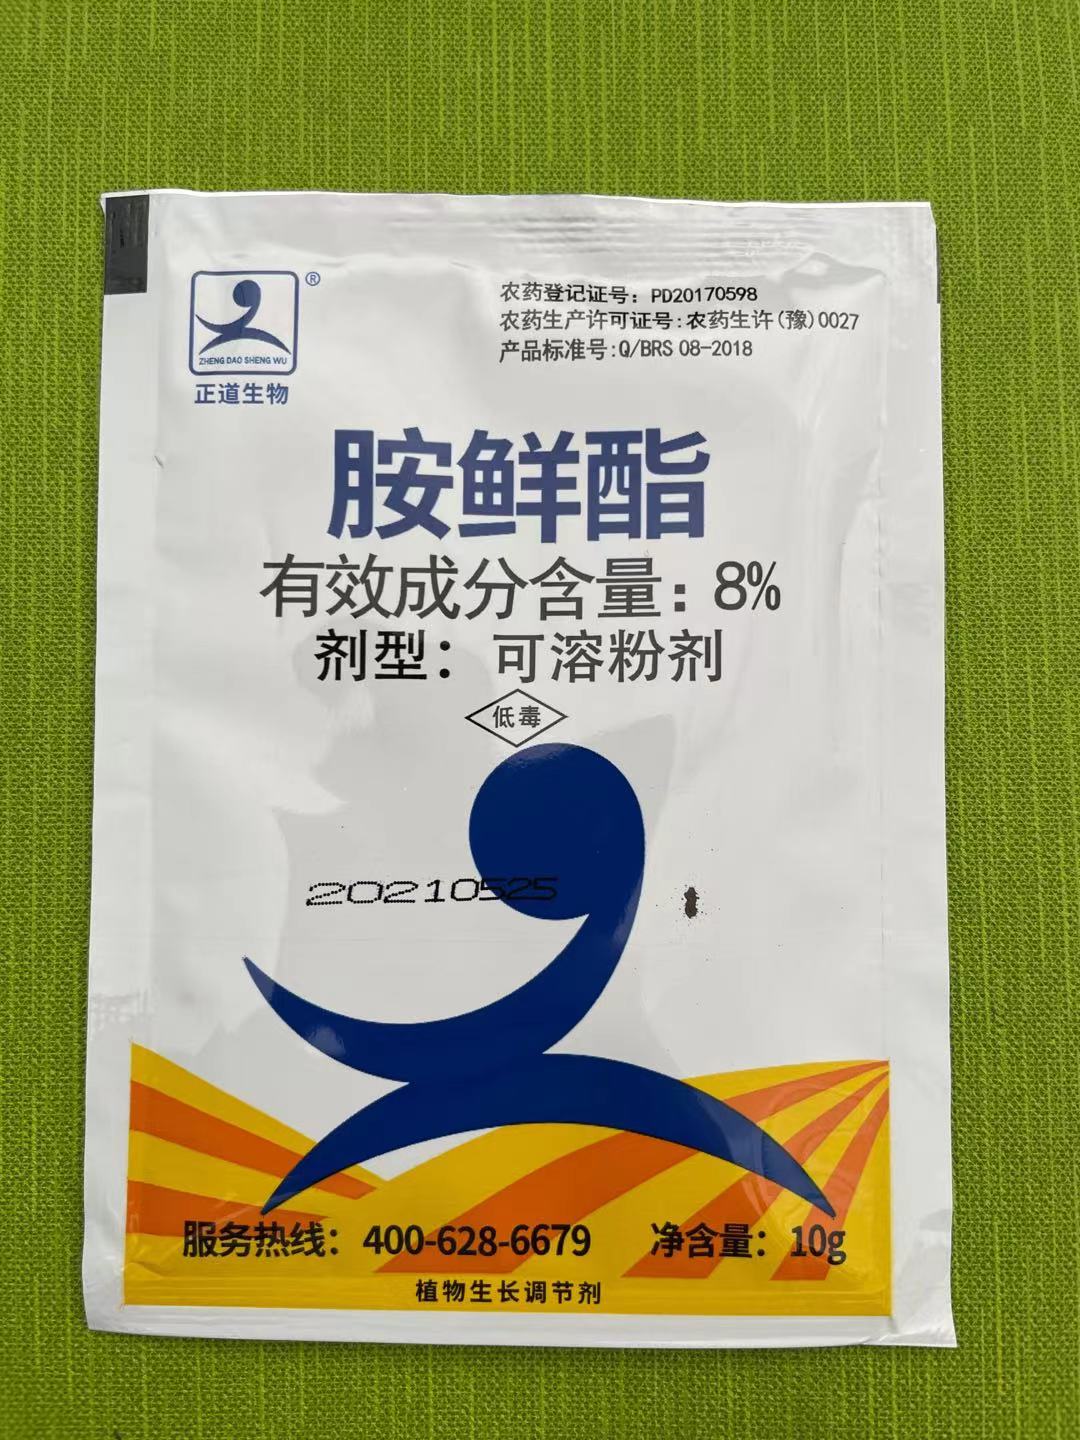 农药登记证号：PD20170598
农药生产许可证号:农药生许(豫)0027
产品标准号:Q/BRS 08-2018
®
ZHENG DAO SHENG WU
正道生物
胺鲜酯
有效成分含量：8%
剂型：可溶粉剂
低毒
20210525
服务热线：400-628-6679 净含量：10g
植物生长调节剂